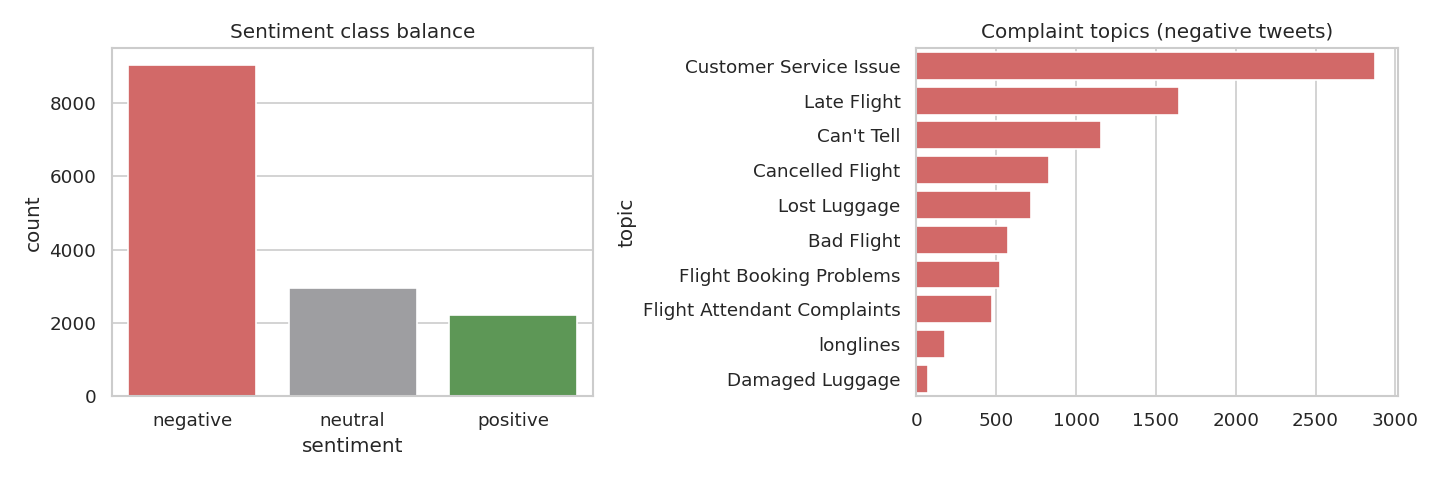 Sentiment class balance
count
8000
6000
4000
2000
0
negative
neutral
positive
sentiment
Complaint topics (negative tweets)
topic
Customer Service Issue
Late Flight
Can't Tell
Cancelled Flight
Lost Luggage
Bad Flight
Flight Booking Problems
Flight Attendant Complaints
longlines
Damaged Luggage
0
500
1000
1500
2000
2500
3000